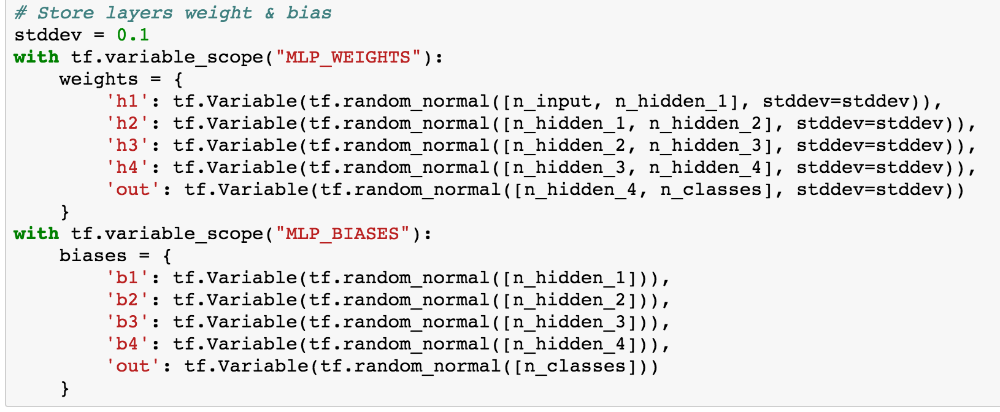 # Store layers weight & bias
stddev = 0.1
with tf.variable_scope("MLP_WEIGHTS"):
    weights = {
        'h1': tf.Variable(tf.random_normal([n_input, n_hidden_1], stddev=stddev)),
        'h2': tf.Variable(tf.random_normal([n_hidden_1, n_hidden_2], stddev=stddev)),
        'h3': tf.Variable(tf.random_normal([n_hidden_2, n_hidden_3], stddev=stddev)),
        'h4': tf.Variable(tf.random_normal([n_hidden_3, n_hidden_4], stddev=stddev)),
        'out': tf.Variable(tf.random_normal([n_hidden_4, n_classes], stddev=stddev))
    }
with tf.variable_scope("MLP_BIASES"):
    biases = {
        'b1': tf.Variable(tf.random_normal([n_hidden_1])),
        'b2': tf.Variable(tf.random_normal([n_hidden_2])),
        'b3': tf.Variable(tf.random_normal([n_hidden_3])),
        'b4': tf.Variable(tf.random_normal([n_hidden_4])),
        'out': tf.Variable(tf.random_normal([n_classes]))
    }